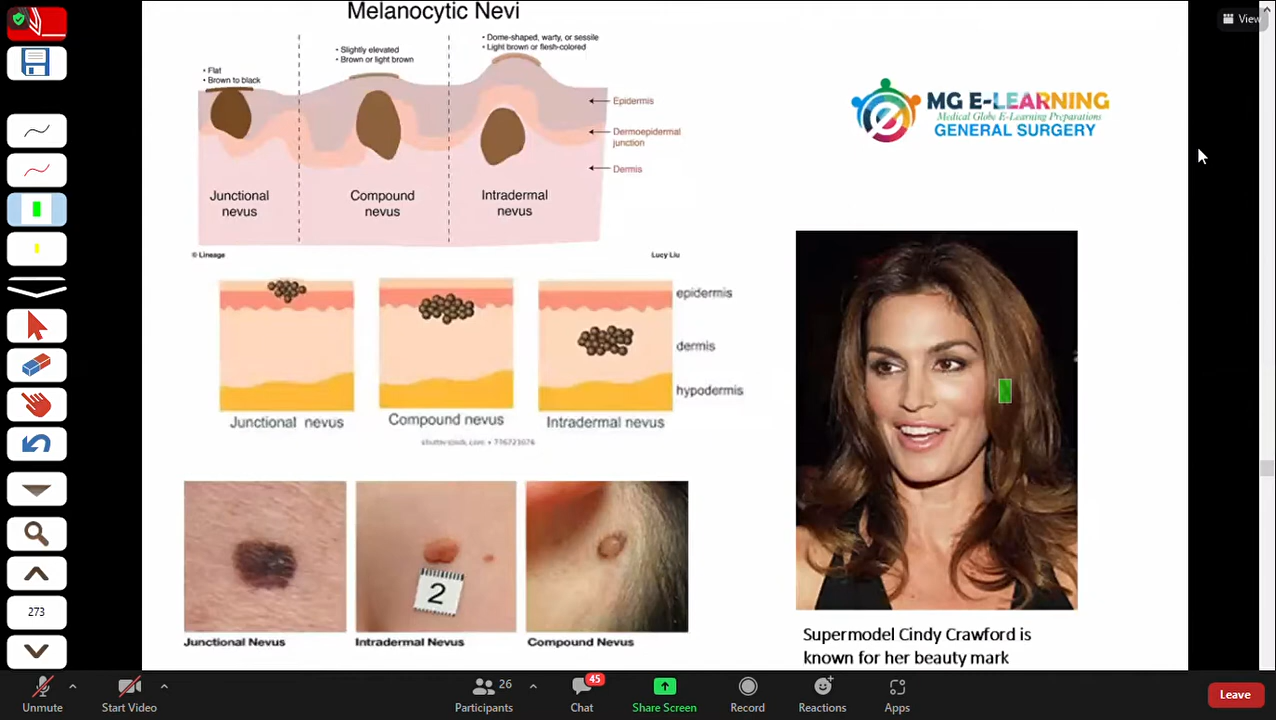 View
Melanocytic Nevi
• Flat
• Brown to black
• Slightly elevated
• Brown or light brown
• Dome-shaped, warty, or sessile
• Light brown or flesh-colored
Epidermis
Dermoepidermal
junction
Dermis
Junctional
nevus
Compound
nevus
Intradermal
nevus
© Lineage
Lucy Liu
MG E-LEARNING
Medical Globe E-Learning Preparations
GENERAL SURGERY
epidermis
dermis
hypodermis
Junctional nevus
Compound nevus
Intradermal nevus
2
Junctional Nevus
Intradermal Nevus
Compound Nevus
Supermodel Cindy Crawford is
known for her beauty mark
273
Unmute
Start Video
26
Participants
45
Chat
Share Screen
Record
Reactions
Apps
Leave